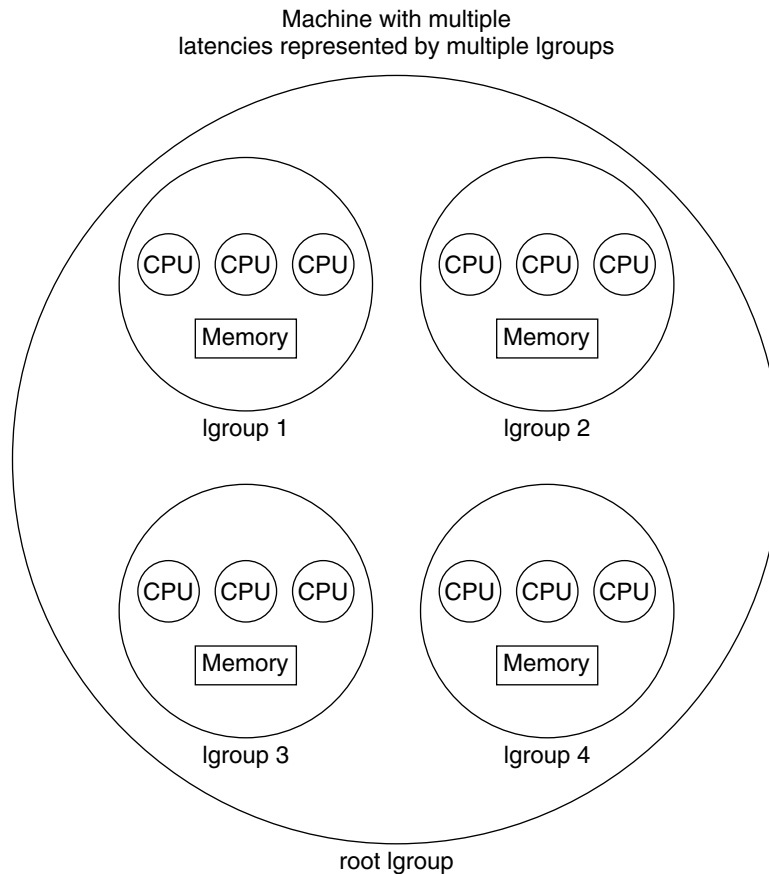 Machine with multiple
latencies represented by multiple lgroups
CPU CPU CPU
Memory
lgroup 1
CPU CPU CPU
Memory
lgroup 2
CPU CPU CPU
Memory
lgroup 3
CPU CPU CPU
Memory
lgroup 4
root lgroup